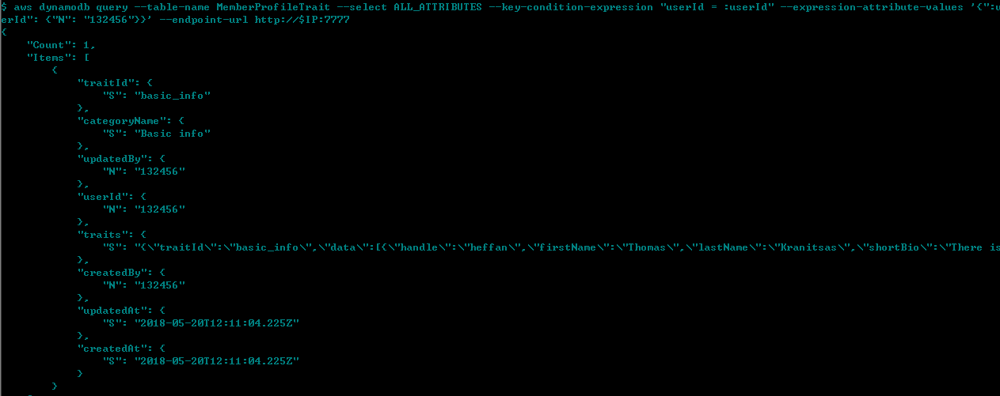 $ aws dynamodb query --table-name MemberProfileTrait --select ALL_ATTRIBUTES --key-condition-expression "userId = :userId" --expression-attribute-values '{":u
erId": {"N": "132456"}}' --endpoint-url http://$IP:7777
{
    "Count": 1,
    "Items": [
        {
            "traitId": {
                "S": "basic_info"
            },
            "categoryName": {
                "S": "Basic info"
            },
            "updatedBy": {
                "N": "132456"
            },
            "userId": {
                "N": "132456"
            },
            "traits": {
                "S": "{\"traitId\":\"basic_info\",\"data\":[{\"handle\":\"heffan\",\"firstName\":\"Thomas\",\"lastName\":\"Kranitsas\",\"shortBio\":\"There is
            },
            "createdBy": {
                "N": "132456"
            },
            "updatedAt": {
                "S": "2018-05-20T12:11:04.225Z"
            },
            "createdAt": {
                "S": "2018-05-20T12:11:04.225Z"
            }
        }